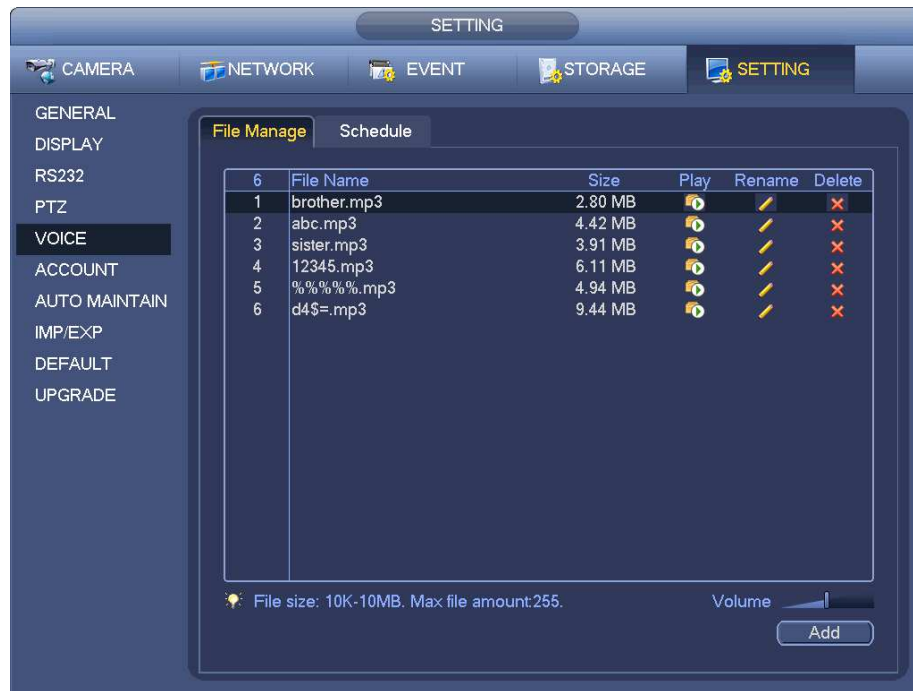 SETTING
CAMERA NETWORK EVENT STORAGE SETTING
GENERAL
DISPLAY
RS232
PTZ
VOICE
ACCOUNT
AUTO MAINTAIN
IMP/EXP
DEFAULT
UPGRADE
File Manage Schedule
6 File Name Size Play Rename Delete
1 brother.mp3 2.80 MB
2 abc.mp3 4.42 MB
3 sister.mp3 3.91 MB
4 12345.mp3 6.11 MB
5 %%%%%.mp3 4.94 MB
6 d4$=.mp3 9.44 MB
File size: 10K-10MB. Max file amount:255. Volume
Add